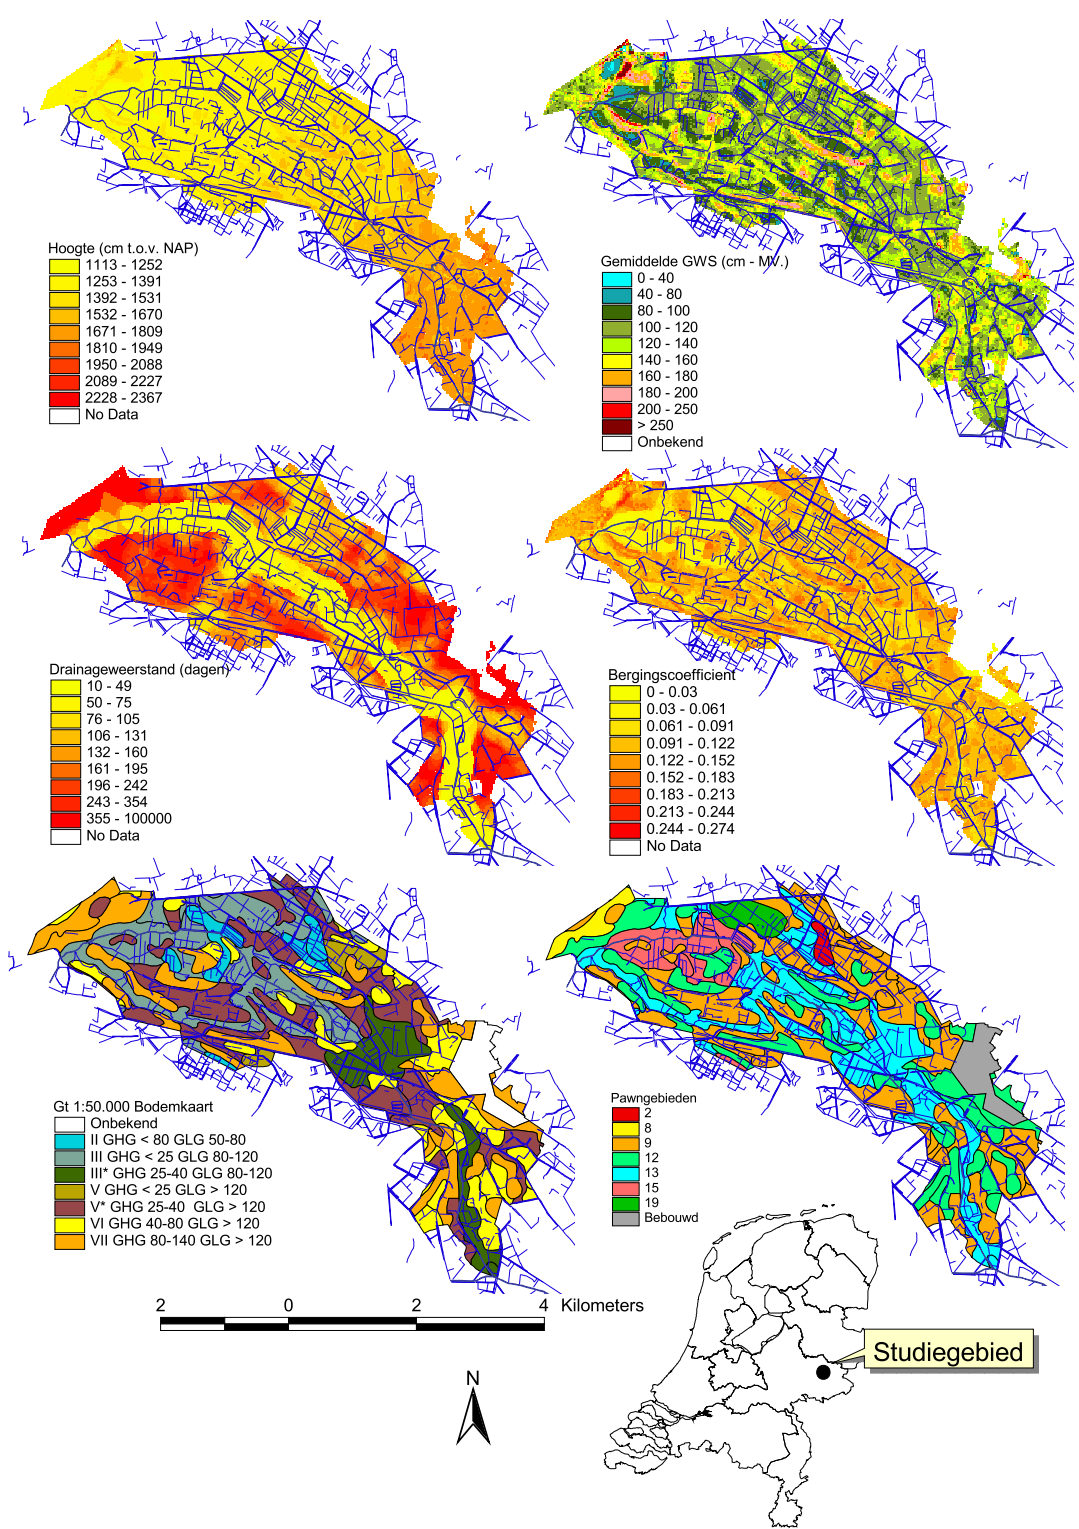 Hoogte (cm t.o.v. NAP)
1113 - 1252
1253 - 1391
1392 - 1531
1532 - 1670
1671 - 1809
1810 - 1949
1950 - 2088
2089 - 2227
2228 - 2367
No Data
Gemiddelde GWS (cm - MV.)
0 - 40
40 - 80
80 - 100
100 - 120
120 - 140
140 - 160
160 - 180
180 - 200
200 - 250
> 250
Onbekend
Drainageweerstand (dagen)
10 - 49
50 - 75
76 - 105
106 - 131
132 - 160
161 - 195
196 - 242
243 - 354
355 - 100000
No Data
Bergingscoefficient
0 - 0.03
0.03 - 0.061
0.061 - 0.091
0.091 - 0.122
0.122 - 0.152
0.152 - 0.183
0.183 - 0.213
0.213 - 0.244
0.244 - 0.274
No Data
Gt 1:50.000 Bodemkaart
Onbekend
II GHG < 80 GLG 50-80
III GHG < 25 GLG 80-120
III* GHG 25-40 GLG 80-120
V GHG < 25 GLG > 120
V* GHG 25-40 GLG > 120
VI GHG 40-80 GLG > 120
VII GHG 80-140 GLG > 120
Pawngebieden
2
8
9
12
13
15
19
Bebouwd
2 0 2 4 Kilometers
N
Studiegebied